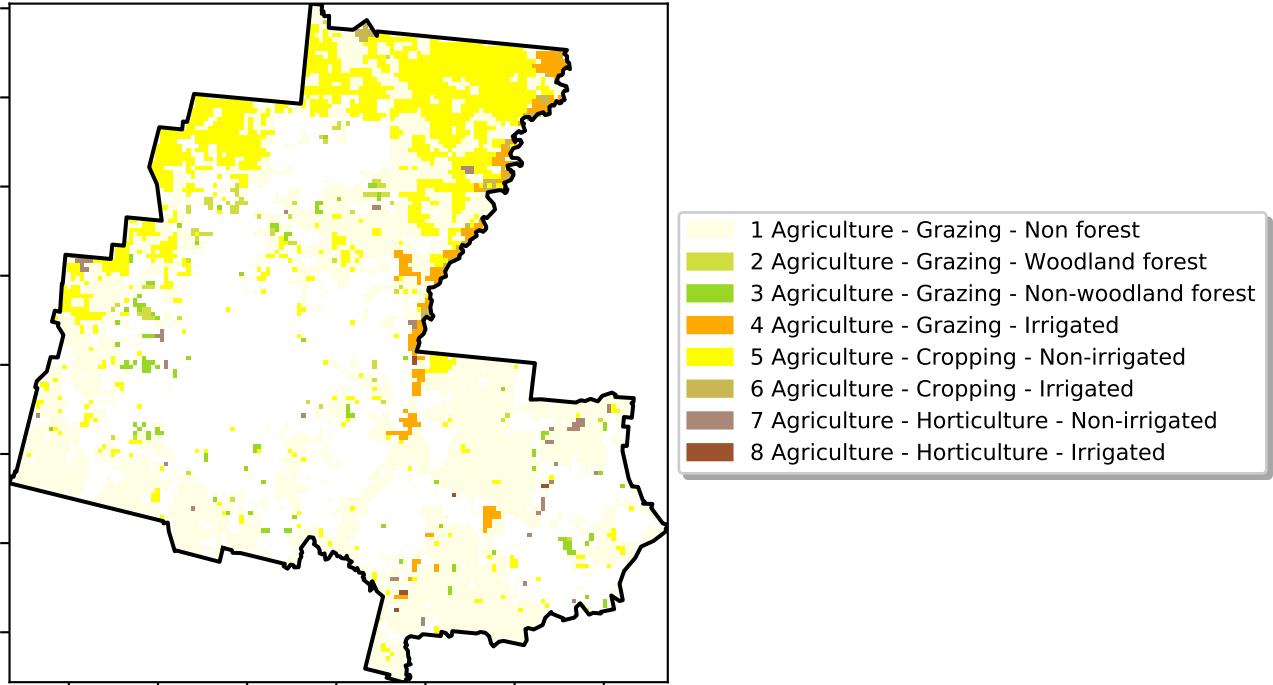 1 Agriculture - Grazing - Non forest
2 Agriculture - Grazing - Woodland forest
3 Agriculture - Grazing - Non-woodland forest
4 Agriculture - Grazing - Irrigated
5 Agriculture - Cropping - Non-irrigated
6 Agriculture - Cropping - Irrigated
7 Agriculture - Horticulture - Non-irrigated
8 Agriculture - Horticulture - Irrigated